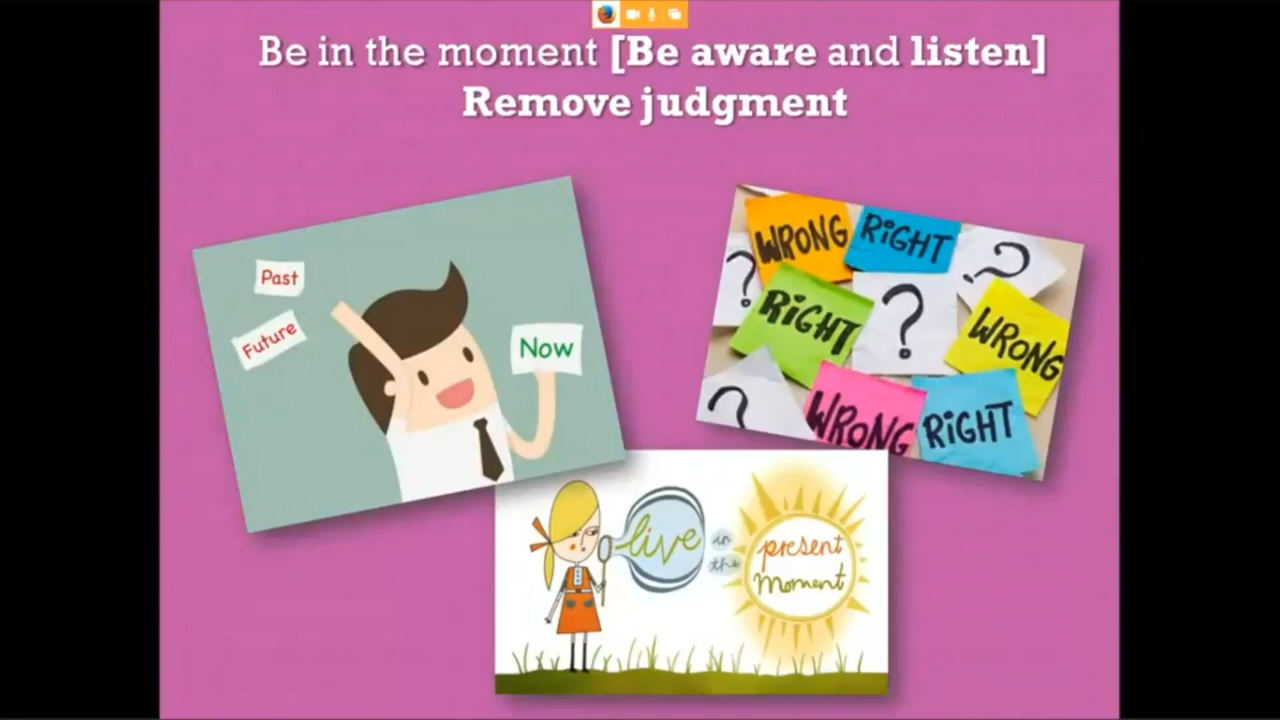 Be in the moment [Be aware and listen]
Remove judgment
Past
Future
Now
WRONG
RiGHT
?
?
RiGHT
?
WRONG
?
WRONG
RiGHT
live
in
the
present
Moment